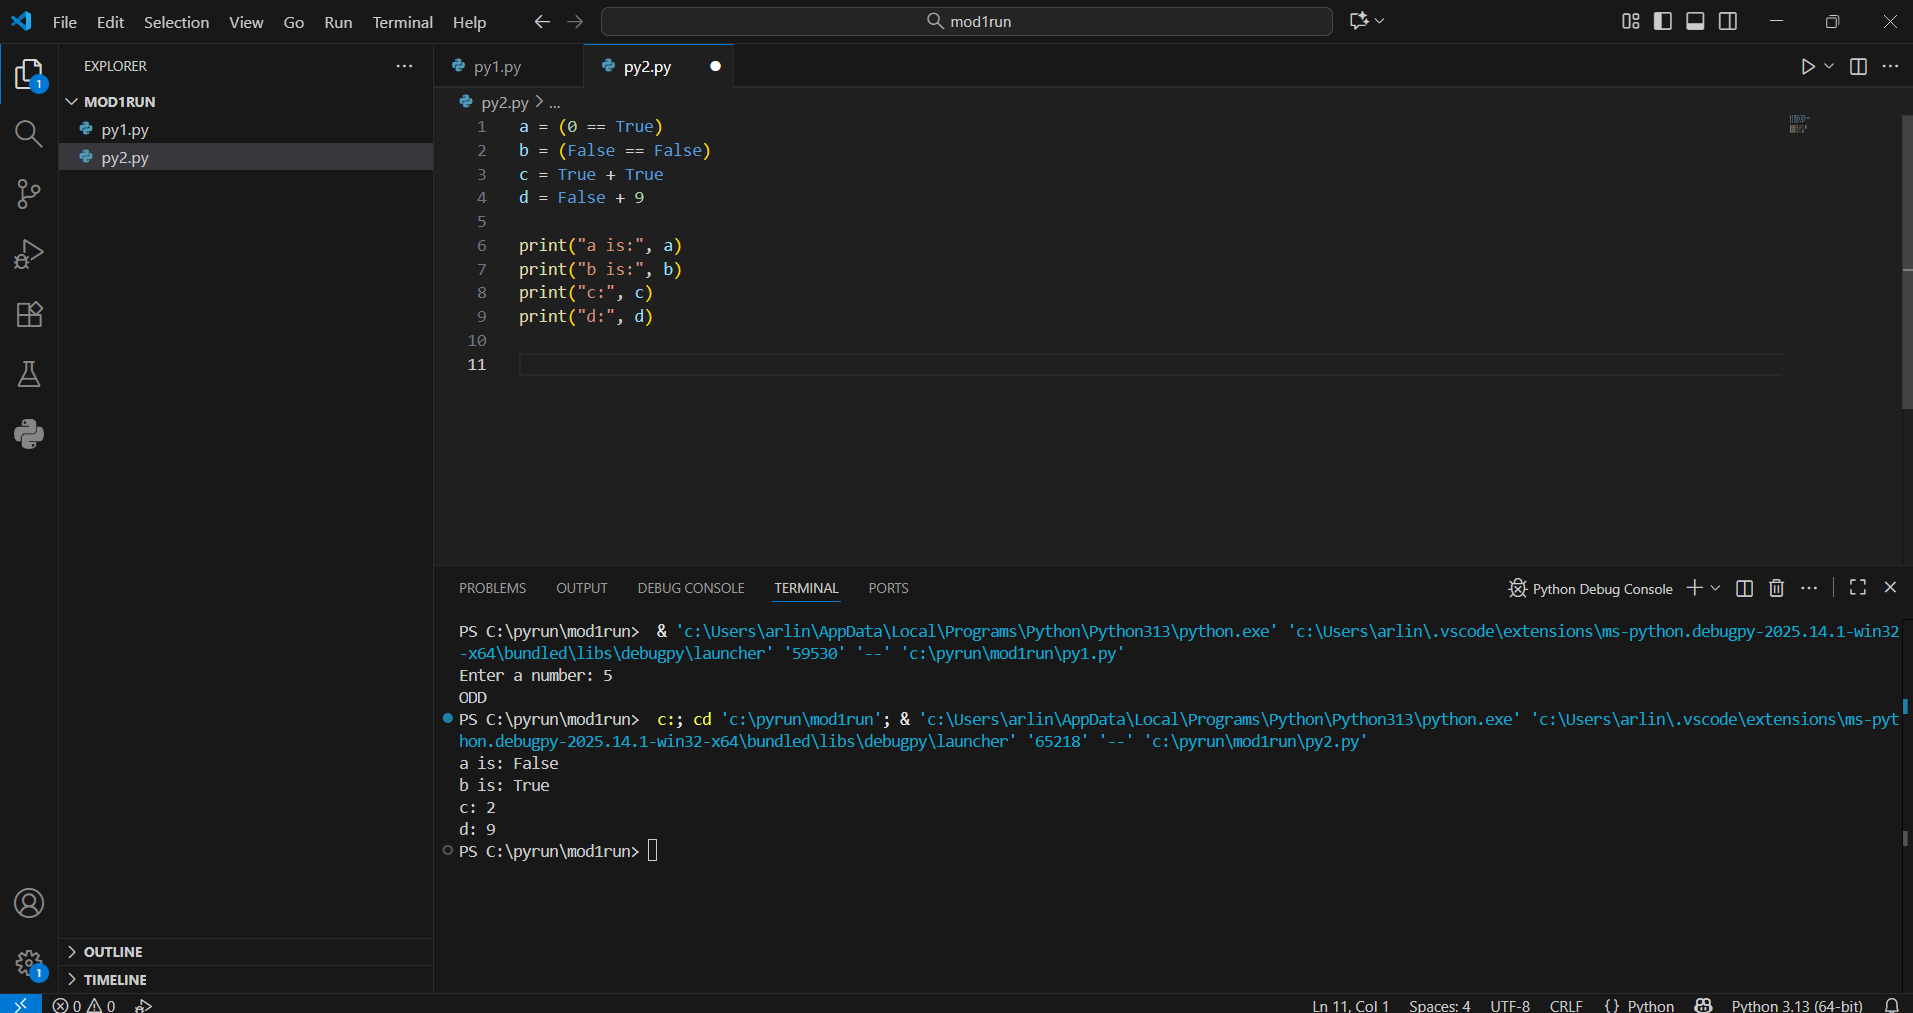 File Edit Selection View Go Run Terminal Help
mod1run
EXPLORER
MOD1RUN
py1.py
py2.py
OUTLINE
TIMELINE
py1.py py2.py
py2.py > ...
1 a = (0 == True)
2 b = (False == False)
3 c = True + True
4 d = False + 9
5
6 print("a is:", a)
7 print("b is:", b)
8 print("c:", c)
9 print("d:", d)
10
11
PROBLEMS OUTPUT DEBUG CONSOLE TERMINAL PORTS
Python Debug Console
PS C:\pyrun\mod1run>  & 'c:\Users\arlin\AppData\Local\Programs\Python\Python313\python.exe' 'c:\Users\arlin\.vscode\extensions\ms-python.debugpy-2025.14.1-win32
-x64\bundled\libs\debugpy\launcher' '59530' '--' 'c:\pyrun\mod1run\py1.py'
Enter a number: 5
ODD
PS C:\pyrun\mod1run>  c:; cd 'c:\pyrun\mod1run'; & 'c:\Users\arlin\AppData\Local\Programs\Python\Python313\python.exe' 'c:\Users\arlin\.vscode\extensions\ms-pyt
hon.debugpy-2025.14.1-win32-x64\bundled\libs\debugpy\launcher' '65218' '--' 'c:\pyrun\mod1run\py2.py'
a is: False
b is: True
c: 2
d: 9
PS C:\pyrun\mod1run>
1
1
0 0
Ln 11, Col 1 Spaces: 4 UTF-8 CRLF {} Python Python 3.13 (64-bit)